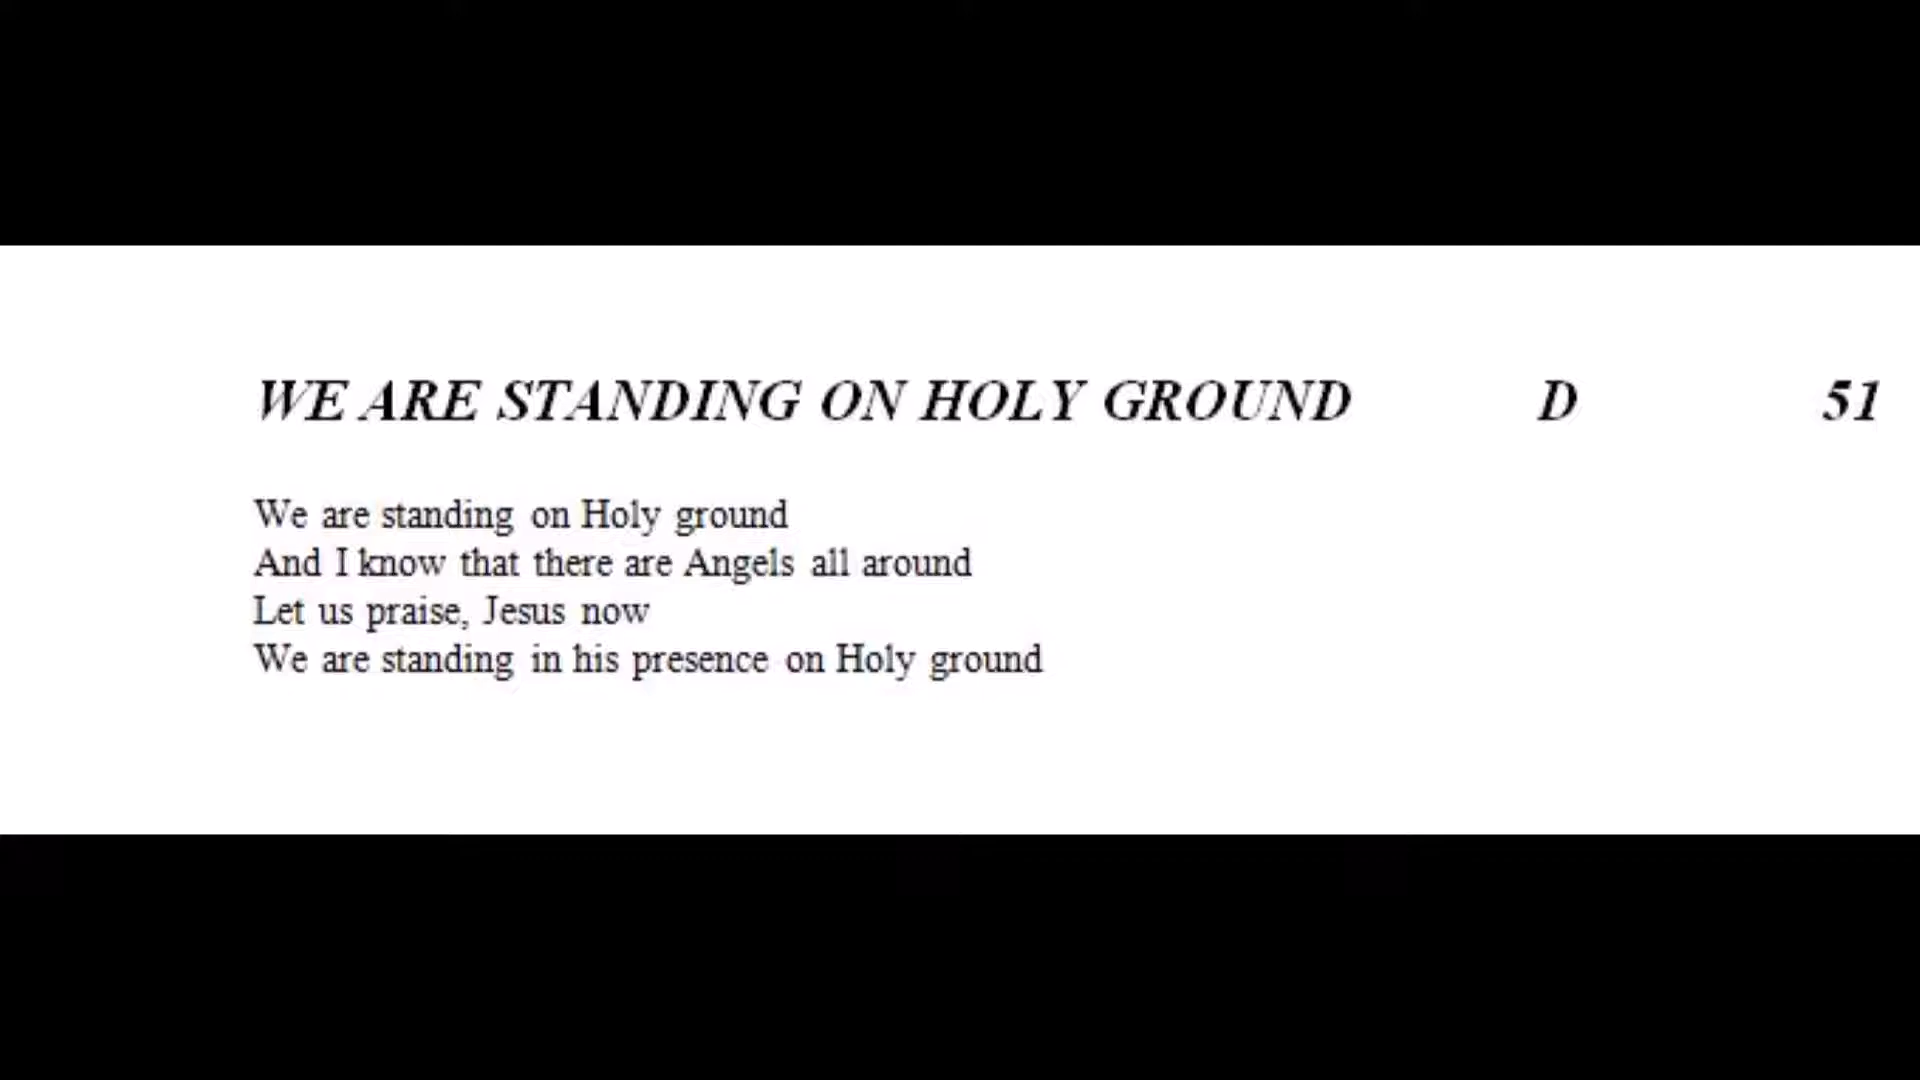 WE ARE STANDING ON HOLY GROUND D 51
We are standing on Holy ground
And I know that there are Angels all around
Let us praise, Jesus now
We are standing in his presence on Holy ground